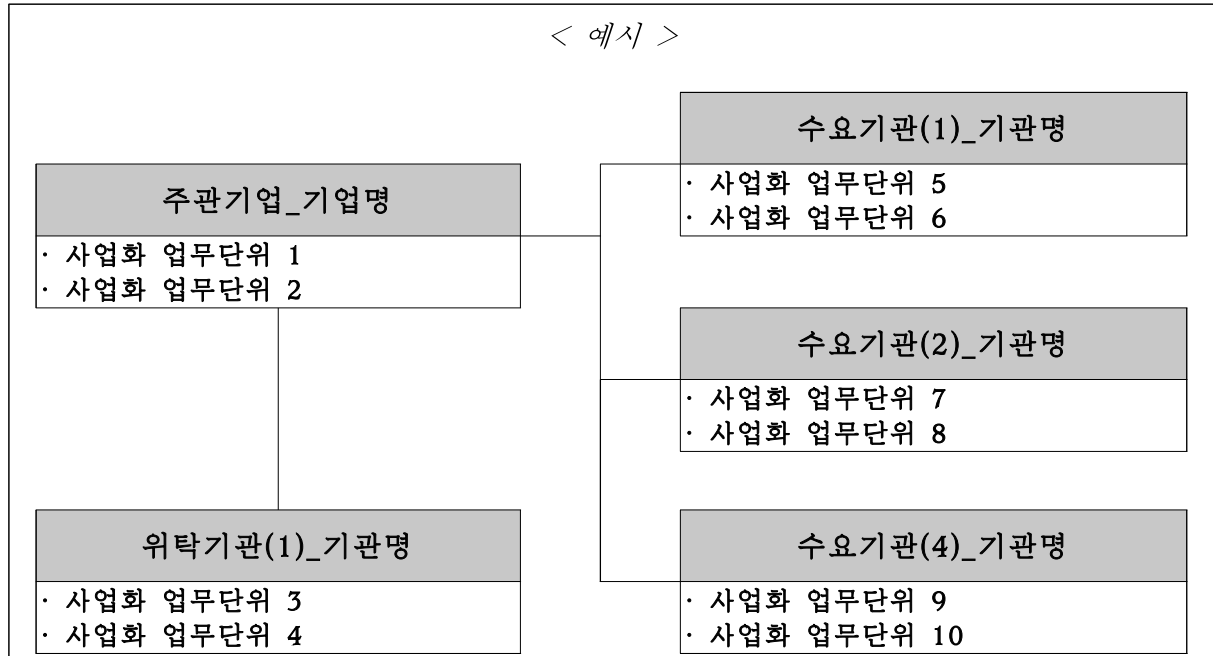 < 예시 >
주관기업_기업명
· 사업화 업무단위 1
· 사업화 업무단위 2
위탁기관(1)_기관명
· 사업화 업무단위 3
· 사업화 업무단위 4
수요기관(1)_기관명
· 사업화 업무단위 5
· 사업화 업무단위 6
수요기관(2)_기관명
· 사업화 업무단위 7
· 사업화 업무단위 8
수요기관(4)_기관명
· 사업화 업무단위 9
· 사업화 업무단위 10